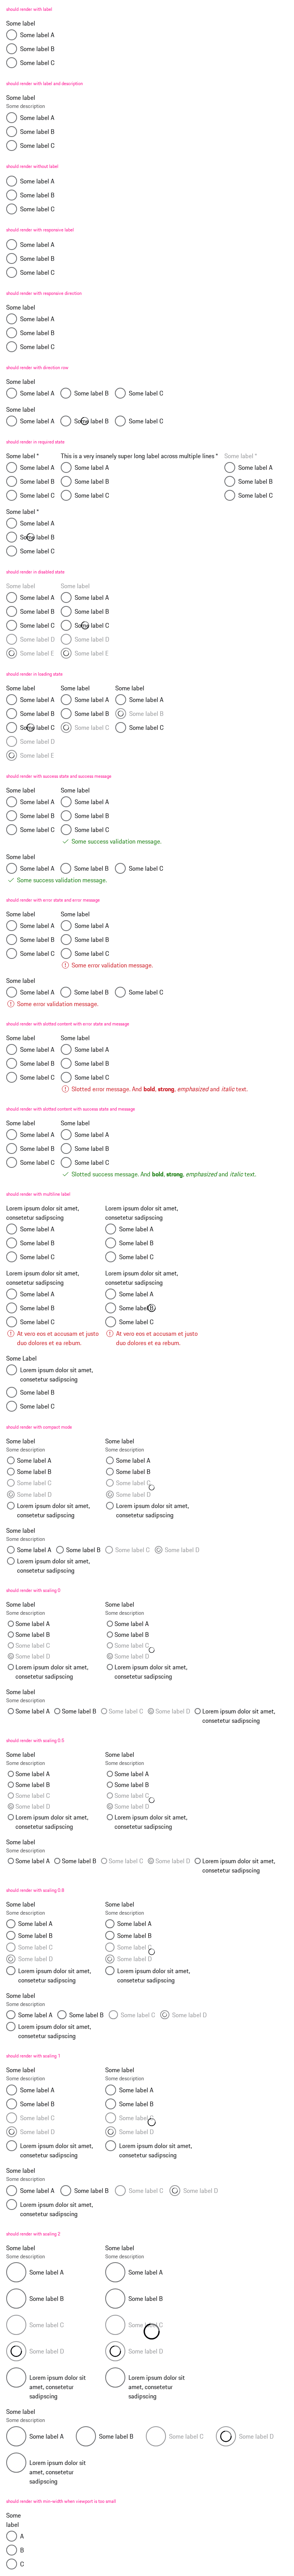 should render with label
Some label
Some label A
Some label B
Some label C
should render with label and description
Some label
Some description
Some label A
Some label B
Some label C
should render without label
Some label A
Some label B
Some label C
should render with responsive label
Some label A
Some label B
Some label C
should render with responsive direction
Some label
Some label A
Some label B
Some label C
should render with direction row
Some label
Some label A Some label B Some label C
Some label
Some label A Some label B Some label C
should render with required state
Some label * This is a very insanely super long label across multiple lines * Some label *
Some label A Some label A Some label A
Some label B Some label B Some label B
Some label C Some label C Some label C
Some label *
Some label A
Some label B
Some label C
should render with disabled state
Some label Some label
Some label A Some label A
Some label B Some label B
Some label C Some label C
Some label D Some label D
Some label E Some label E
should render with loading state
Some label Some label Some label
Some label A Some label A Some label A
Some label B Some label B Some label B
Some label C Some label C Some label C
Some label D
Some label E
should render with success state and success message
Some label Some label
Some label A Some label A
Some label B Some label B
Some label C Some label C
Some success validation message.
Some label
Some label A Some label B Some label C
Some success validation message.
should render with error state and error message
Some label Some label
Some label A Some label A
Some label B Some label B
Some label C Some label C
Some error validation message.
Some label
Some label A Some label B Some label C
Some error validation message.
should render with slotted content with error state and message
Some label Some label
Some label A Some label A
Some label B Some label B
Some label C Some label C
Slotted error message. And bold, strong, emphasized and italic text.
should render with slotted content with success state and message
Some label Some label
Some label A Some label A
Some label B Some label B
Some label C Some label C
Slotted success message. And bold, strong, emphasized and italic text.
should render with multiline label
Lorem ipsum dolor sit amet, Lorem ipsum dolor sit amet,
consetetur sadipscing consetetur sadipscing
Some label A Some label A
Some label B Some label B
Some label C Some label C
Lorem ipsum dolor sit amet, Lorem ipsum dolor sit amet,
consetetur sadipscing consetetur sadipscing
Some label A Some label A
Some label B Some label B
Some label C Some label C
At vero eos et accusam et justo At vero eos et accusam et justo
duo dolores et ea rebum. duo dolores et ea rebum.
Some Label
Lorem ipsum dolor sit amet,
consetetur sadipscing
Some label B
Some label C
should render with compact mode
Some label Some label
Some description Some description
Some label A Some label A
Some label B Some label B
Some label C Some label C
Some label D Some label D
Lorem ipsum dolor sit amet, Lorem ipsum dolor sit amet,
consetetur sadipscing consetetur sadipscing
Some label
Some description
Some label A Some label B Some label C Some label D
Lorem ipsum dolor sit amet,
consetetur sadipscing
should render with scaling 0
Some label Some label
Some description Some description
Some label A Some label A
Some label B Some label B
Some label C Some label C
Some label D Some label D
Lorem ipsum dolor sit amet, Lorem ipsum dolor sit amet,
consetetur sadipscing consetetur sadipscing
Some label
Some description
Some label A Some label B Some label C Some label D Lorem ipsum dolor sit amet,
consetetur sadipscing
should render with scaling 0.5
Some label Some label
Some description Some description
Some label A Some label A
Some label B Some label B
Some label C Some label C
Some label D Some label D
Lorem ipsum dolor sit amet, Lorem ipsum dolor sit amet,
consetetur sadipscing consetetur sadipscing
Some label
Some description
Some label A Some label B Some label C Some label D Lorem ipsum dolor sit amet,
consetetur sadipscing
should render with scaling 0.8
Some label Some label
Some description Some description
Some label A Some label A
Some label B Some label B
Some label C Some label C
Some label D Some label D
Lorem ipsum dolor sit amet, Lorem ipsum dolor sit amet,
consetetur sadipscing consetetur sadipscing
Some label
Some description
Some label A Some label B Some label C Some label D
Lorem ipsum dolor sit amet,
consetetur sadipscing
should render with scaling 1
Some label Some label
Some description Some description
Some label A Some label A
Some label B Some label B
Some label C Some label C
Some label D Some label D
Lorem ipsum dolor sit amet, Lorem ipsum dolor sit amet,
consetetur sadipscing consetetur sadipscing
Some label
Some description
Some label A Some label B Some label C Some label D
Lorem ipsum dolor sit amet,
consetetur sadipscing
should render with scaling 2
Some label Some label
Some description Some description
Some label A Some label A
Some label B Some label B
Some label C Some label C
Some label D Some label D
Lorem ipsum dolor sit Lorem ipsum dolor sit
amet, consetetur amet, consetetur
sadipscing sadipscing
Some label
Some description
Some label A Some label B Some label C Some label D
Lorem ipsum dolor sit
amet, consetetur
sadipscing
should render with min-width when viewport is too small
Some
label
A
B
C